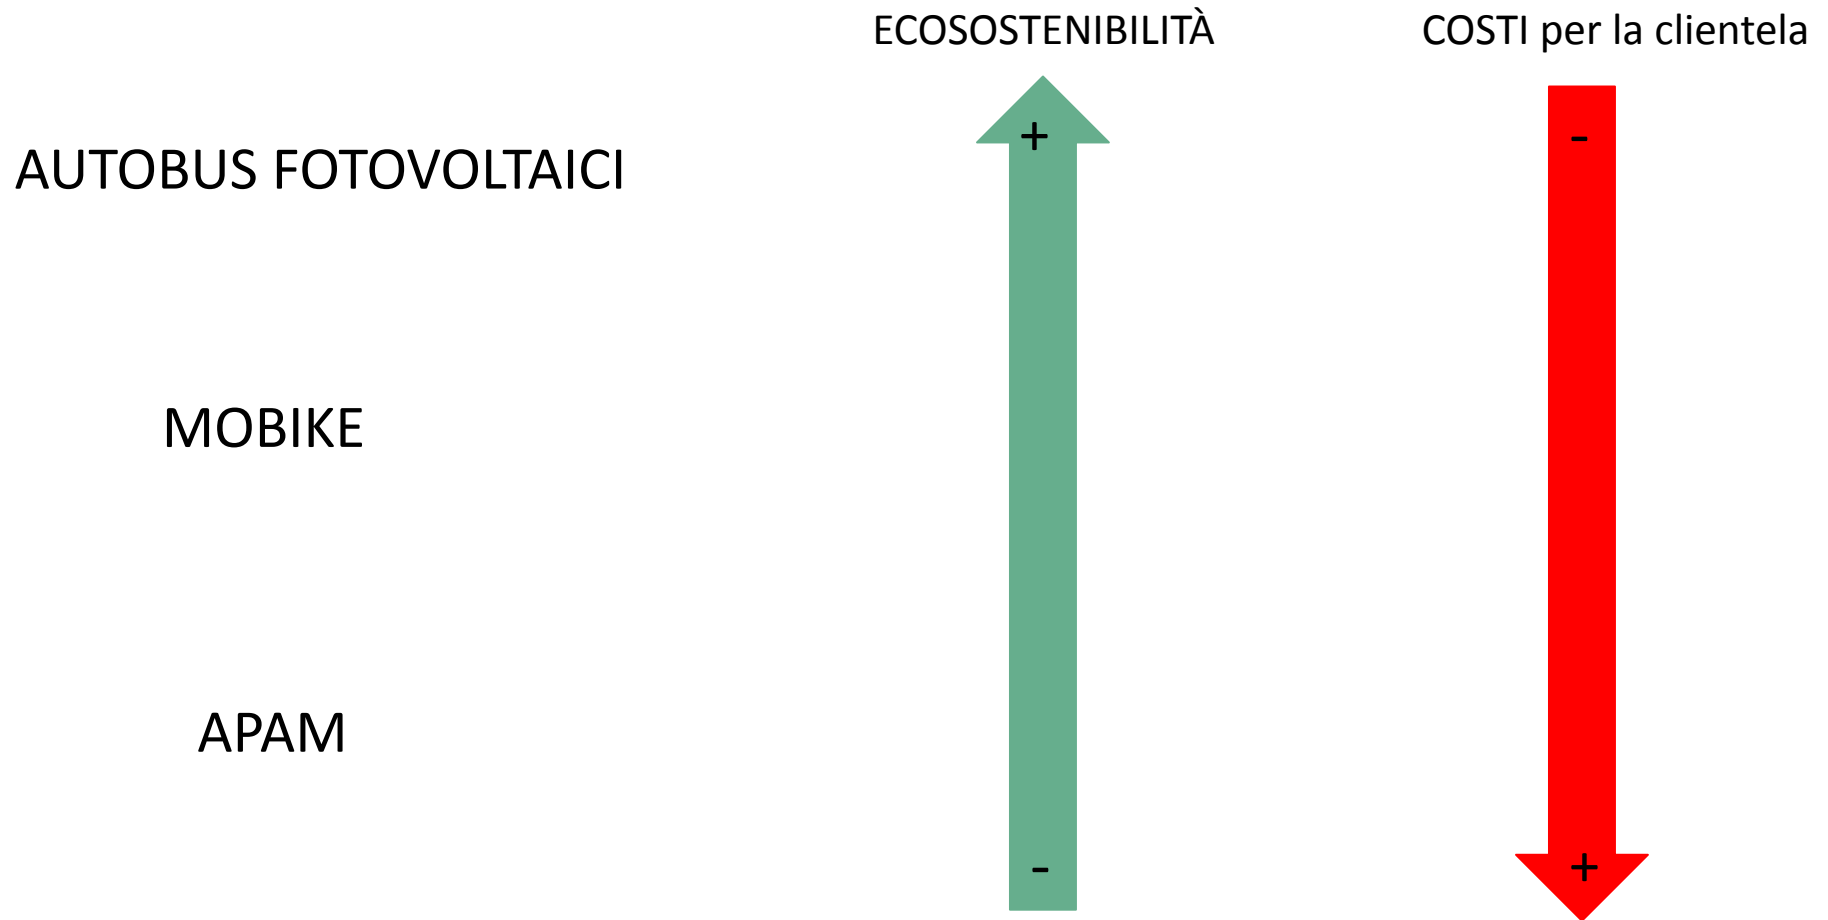 ECOSOSTENIBILITÀ
COSTI per la clientela
+
-
AUTOBUS FOTOVOLTAICI
MOBIKE
APAM
-
+